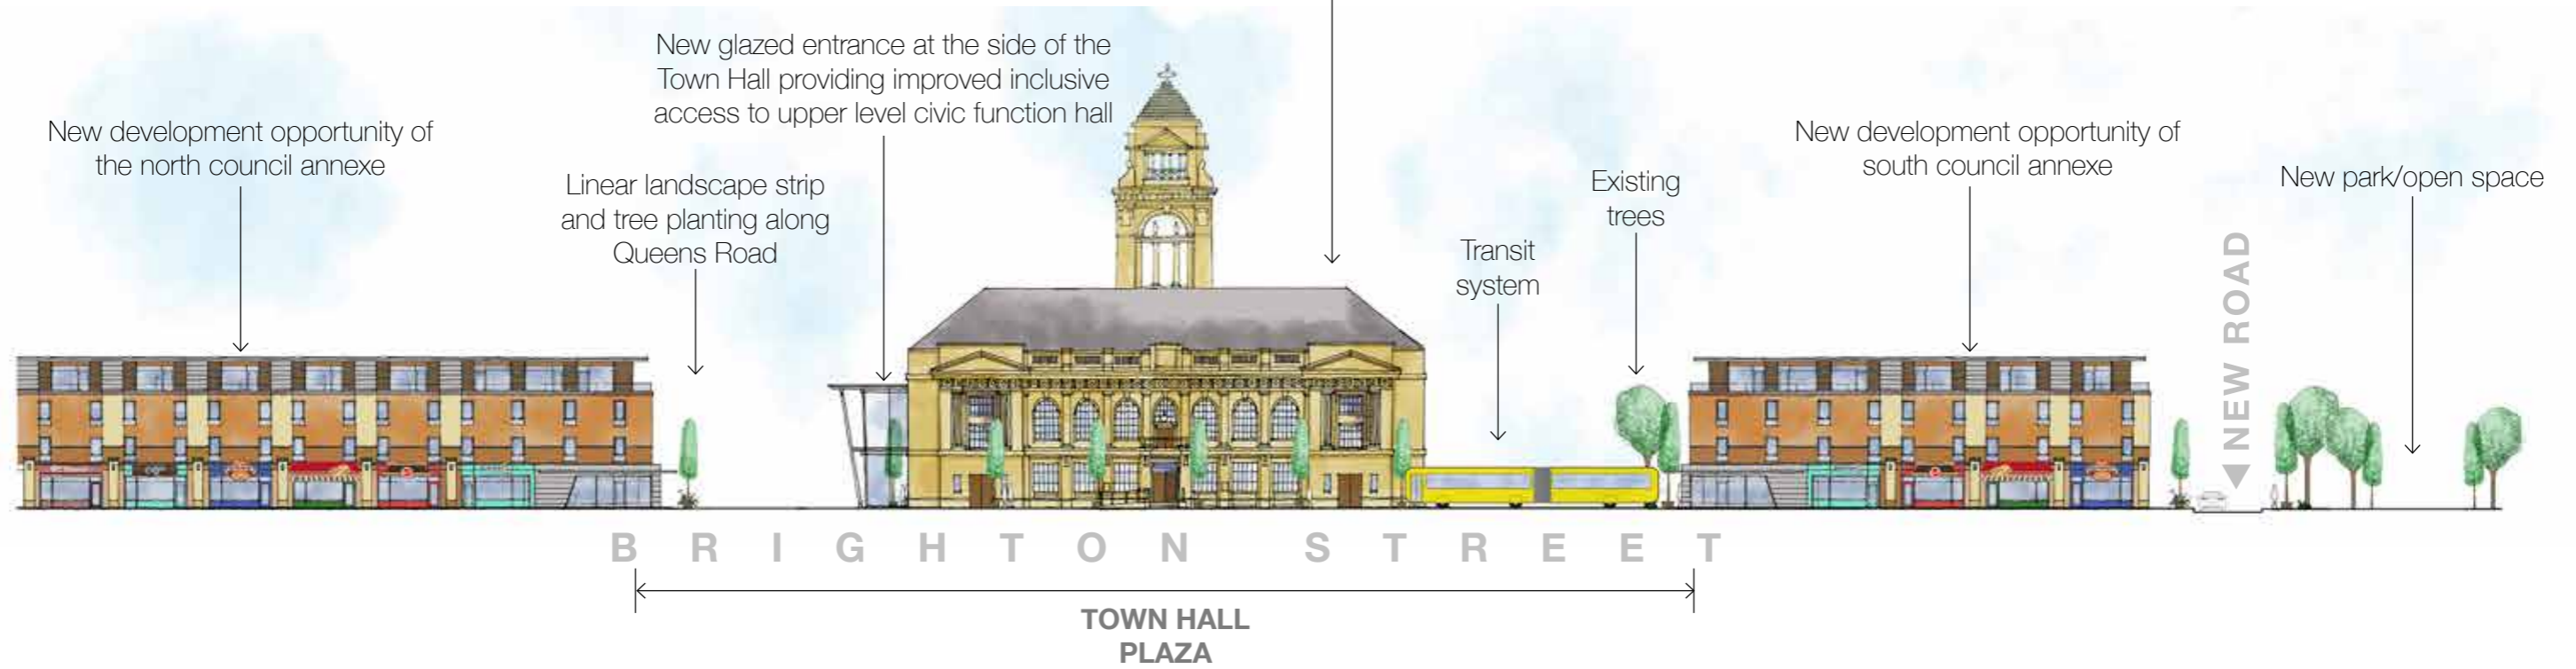 New glazed entrance at the side of the
Town Hall providing improved inclusive
access to upper level civic function hall
New development opportunity of
the north council annexe
Linear landscape strip
and tree planting along
Queens Road
Transit
system
Existing
trees
New development opportunity of
south council annexe
New park/open space
NEW ROAD
BRIGHTON STREET
TOWN HALL
PLAZA